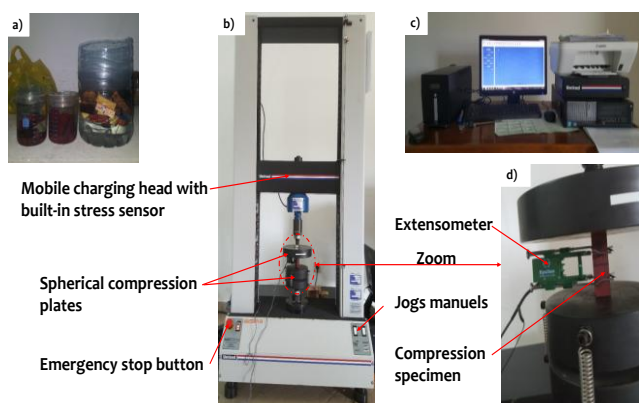 a)
b)
c)
d)
Mobile charging head with
built-in stress sensor
Spherical compression
plates
Emergency stop button
Extensometer
Zoom
Jogs manuels
Compression
specimen